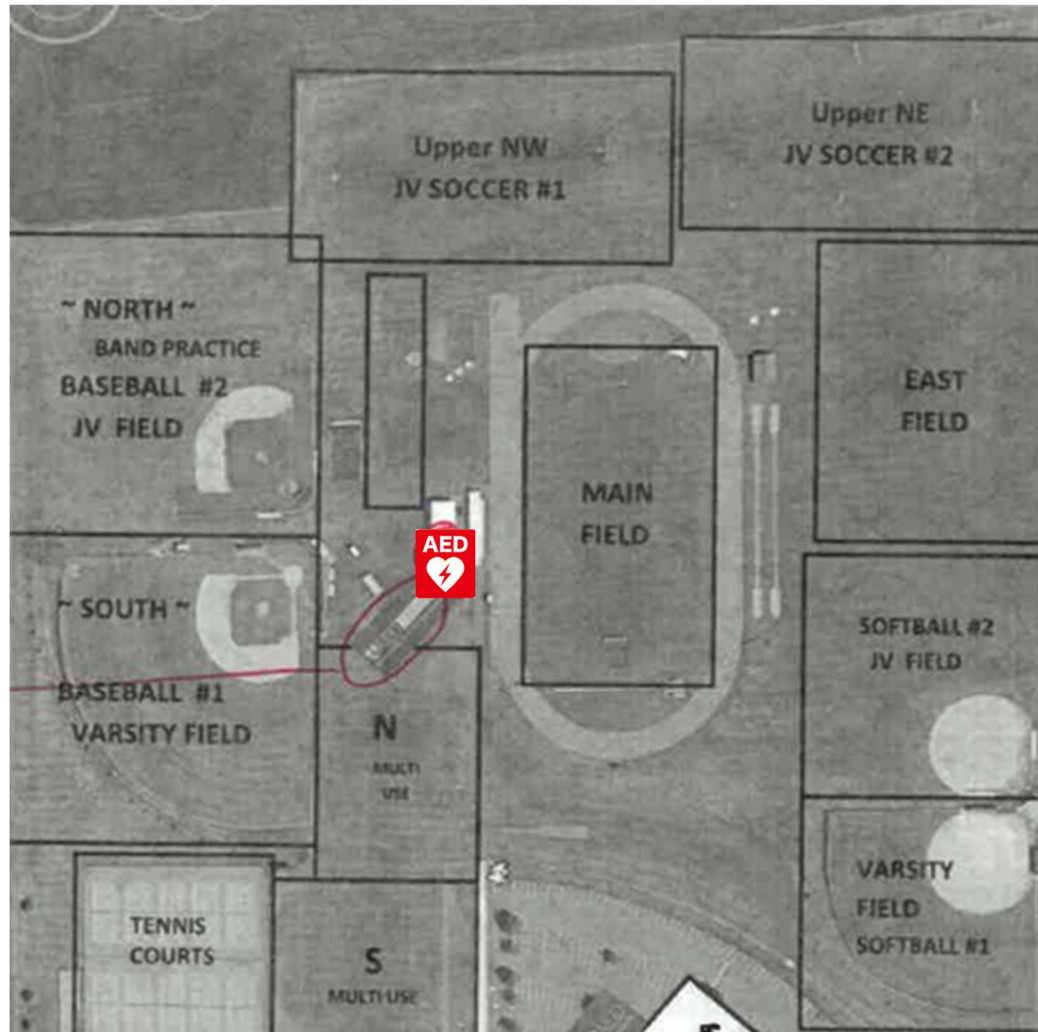 Upper NW
JV SOCCER #1
Upper NE
JV SOCCER #2
~ NORTH ~
BAND PRACTICE
BASEBALL #2
JV FIELD
EAST
FIELD
MAIN
FIELD
AED
~ SOUTH ~
BASEBALL #1
VARSITY FIELD
SOFTBALL #2
JV FIELD
N
MULTI
USE
VARSITY
FIELD
SOFTBALL #1
TENNIS
COURTS
S
MULTI USE